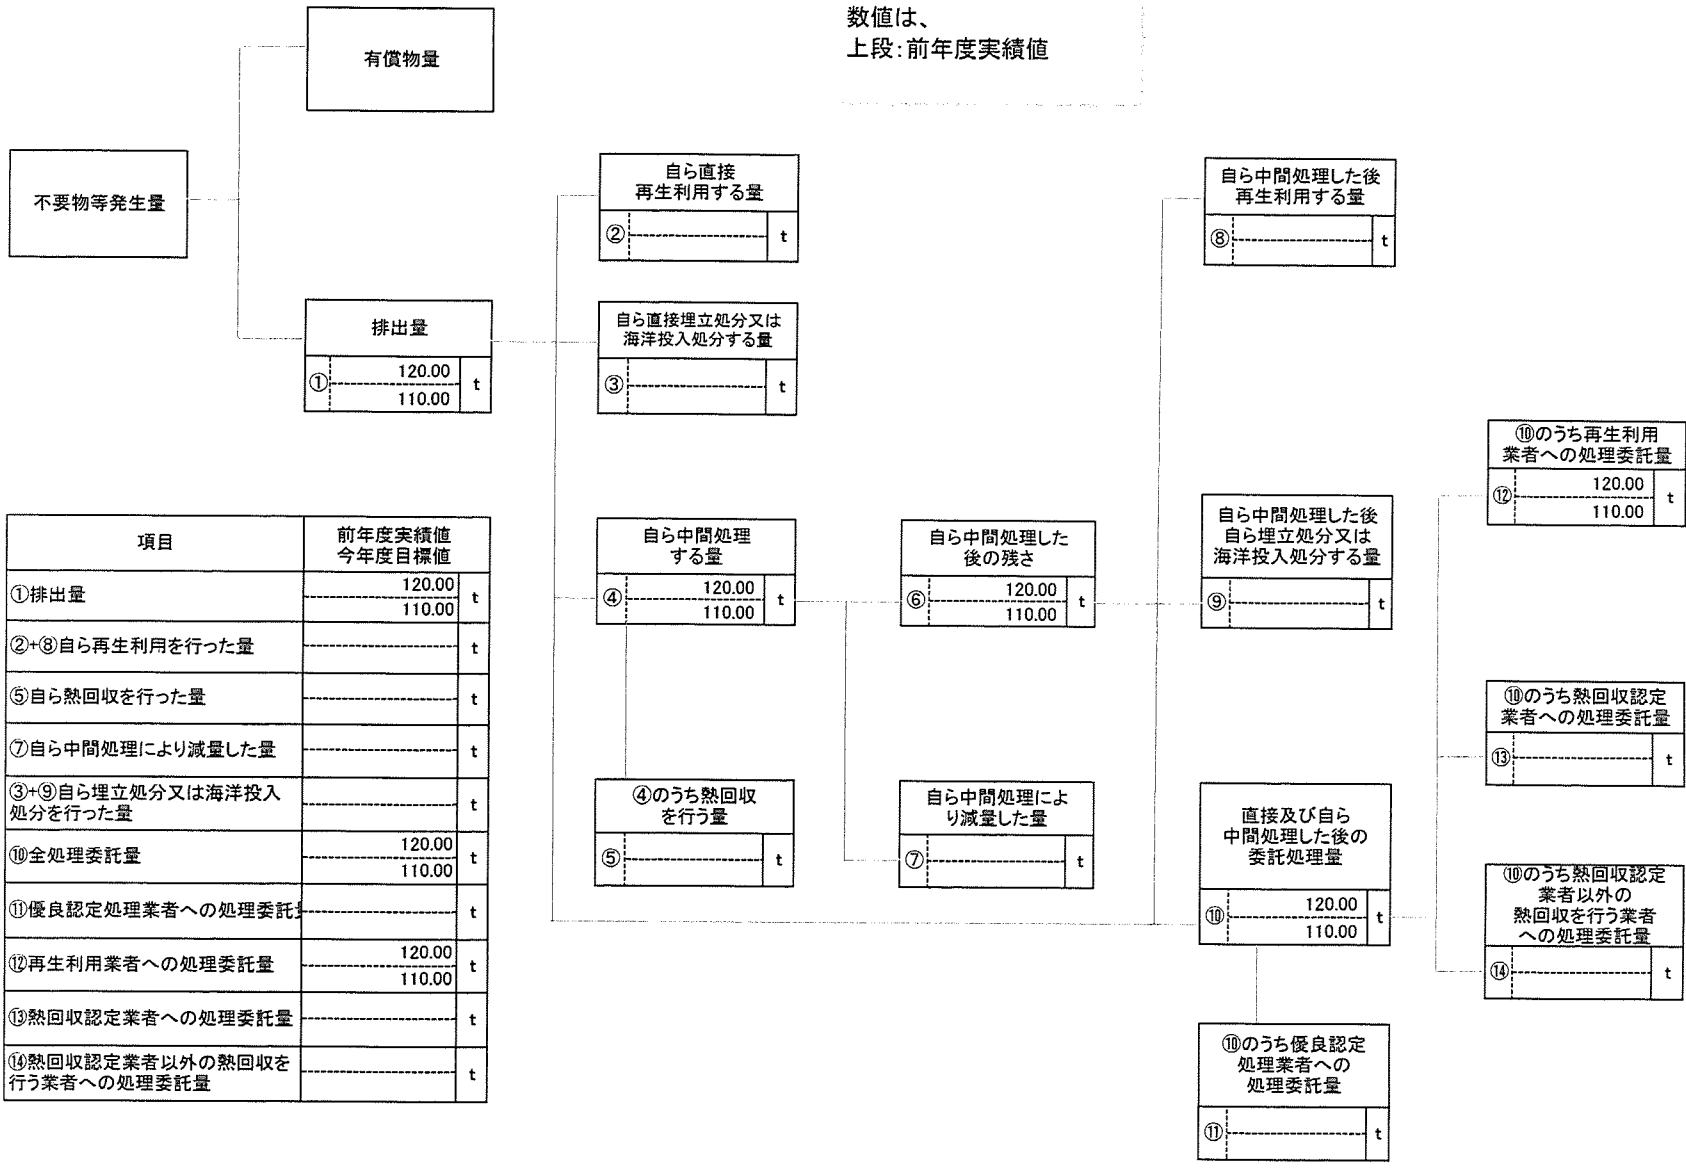 数値は、
上段：前年度実績値
有償物量
不要物等発生量
排出量
① 120.00 t
110.00
自ら直接
再生利用する量
② t
自ら直接埋立処分又は
海洋投入処分する量
③ t
自ら中間処理
する量
④ 120.00 t
110.00
④のうち熱回収
を行う量
⑤ t
自ら中間処理した
後の残さ
⑥ 120.00 t
110.00
自ら中間処理によ
り減量した量
⑦ t
自ら中間処理した後
再生利用する量
⑧ t
自ら中間処理した後
自ら埋立処分又は
海洋投入処分する量
⑨ t
直接及び自ら
中間処理した後の
委託処理量
⑩ 120.00 t
110.00
⑩のうち優良認定
処理業者への
処理委託量
⑪ t
⑩のうち再生利用
業者への処理委託量
⑫ 120.00 t
110.00
⑩のうち熱回収認定
業者への処理委託量
⑬ t
⑩のうち熱回収認定
業者以外の
熱回収を行う業者
への処理委託量
⑭ t
項目
前年度実績値
今年度目標値
①排出量 120.00 t
110.00
②+⑧自ら再生利用を行った量 t
⑤自ら熱回収を行った量 t
⑦自ら中間処理により減量した量 t
③+⑨自ら埋立処分又は海洋投入
処分を行った量 t
⑩全処理委託量 120.00 t
110.00
⑪優良認定処理業者への処理委託 t
⑫再生利用業者への処理委託量 120.00 t
110.00
⑬熱回収認定業者への処理委託量 t
⑭熱回収認定業者以外の熱回収を
行う業者への処理委託量 t